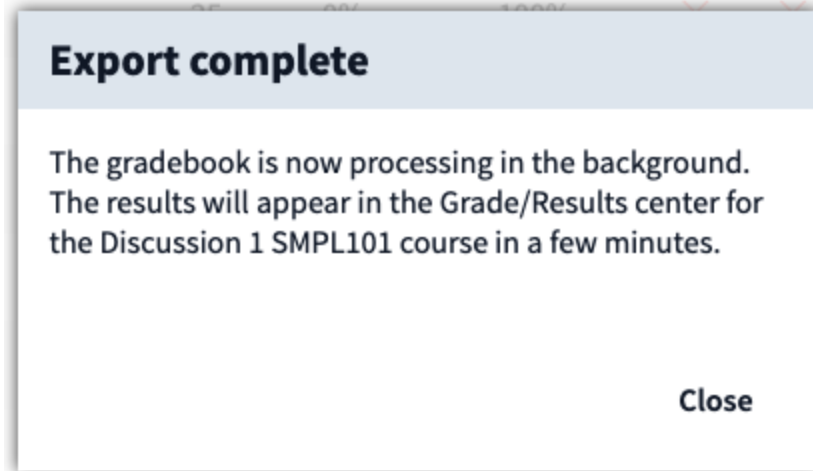 Export complete
The gradebook is now processing in the background.
The results will appear in the Grade/Results center for
the Discussion 1 SMPL101 course in a few minutes.
Close